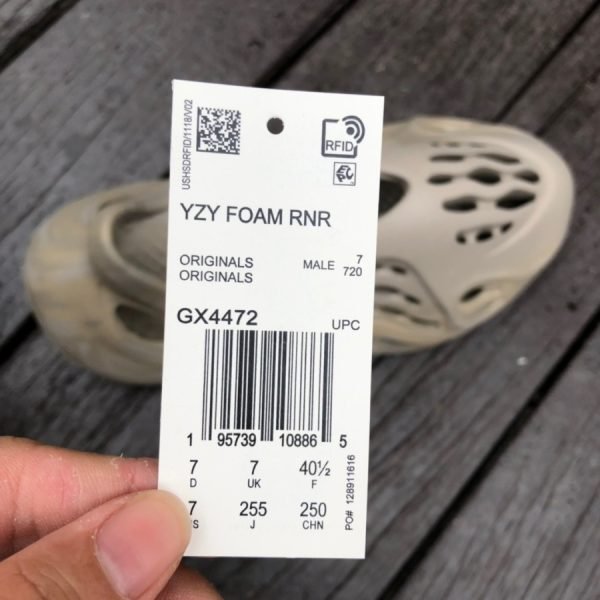 USHSDRFID/1118/V02
RFID
YZY FOAM RNR
ORIGINALS MALE 7
ORIGINALS 720
GX4472 UPC
1 95739 10886 5
7 7 40½
D UK F
7 255 250
J CHN
PO# 128911616